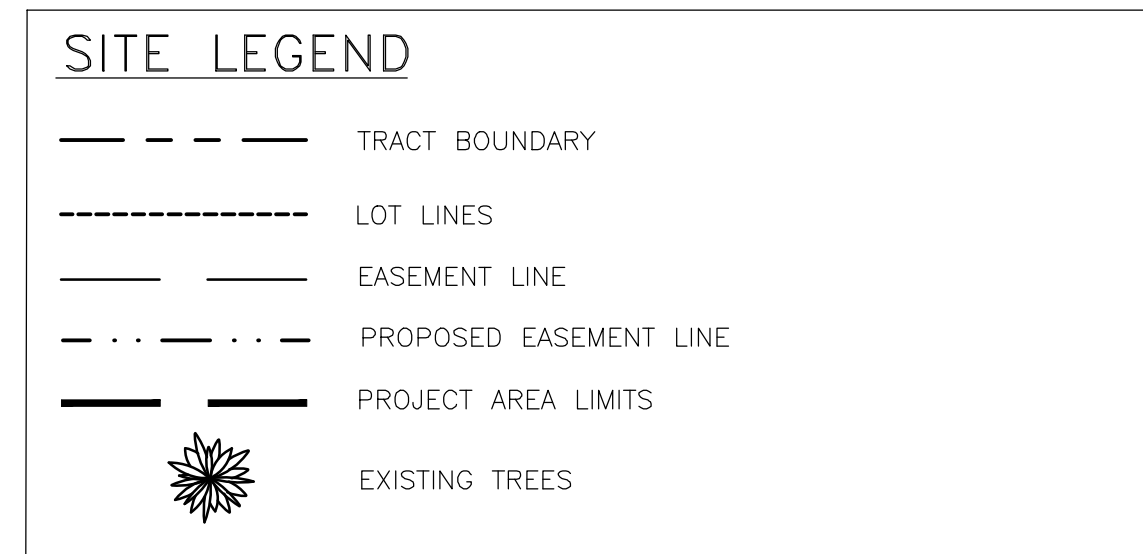 SITE LEGEND
TRACT BOUNDARY
LOT LINES
EASEMENT LINE
PROPOSED EASEMENT LINE
PROJECT AREA LIMITS
EXISTING TREES